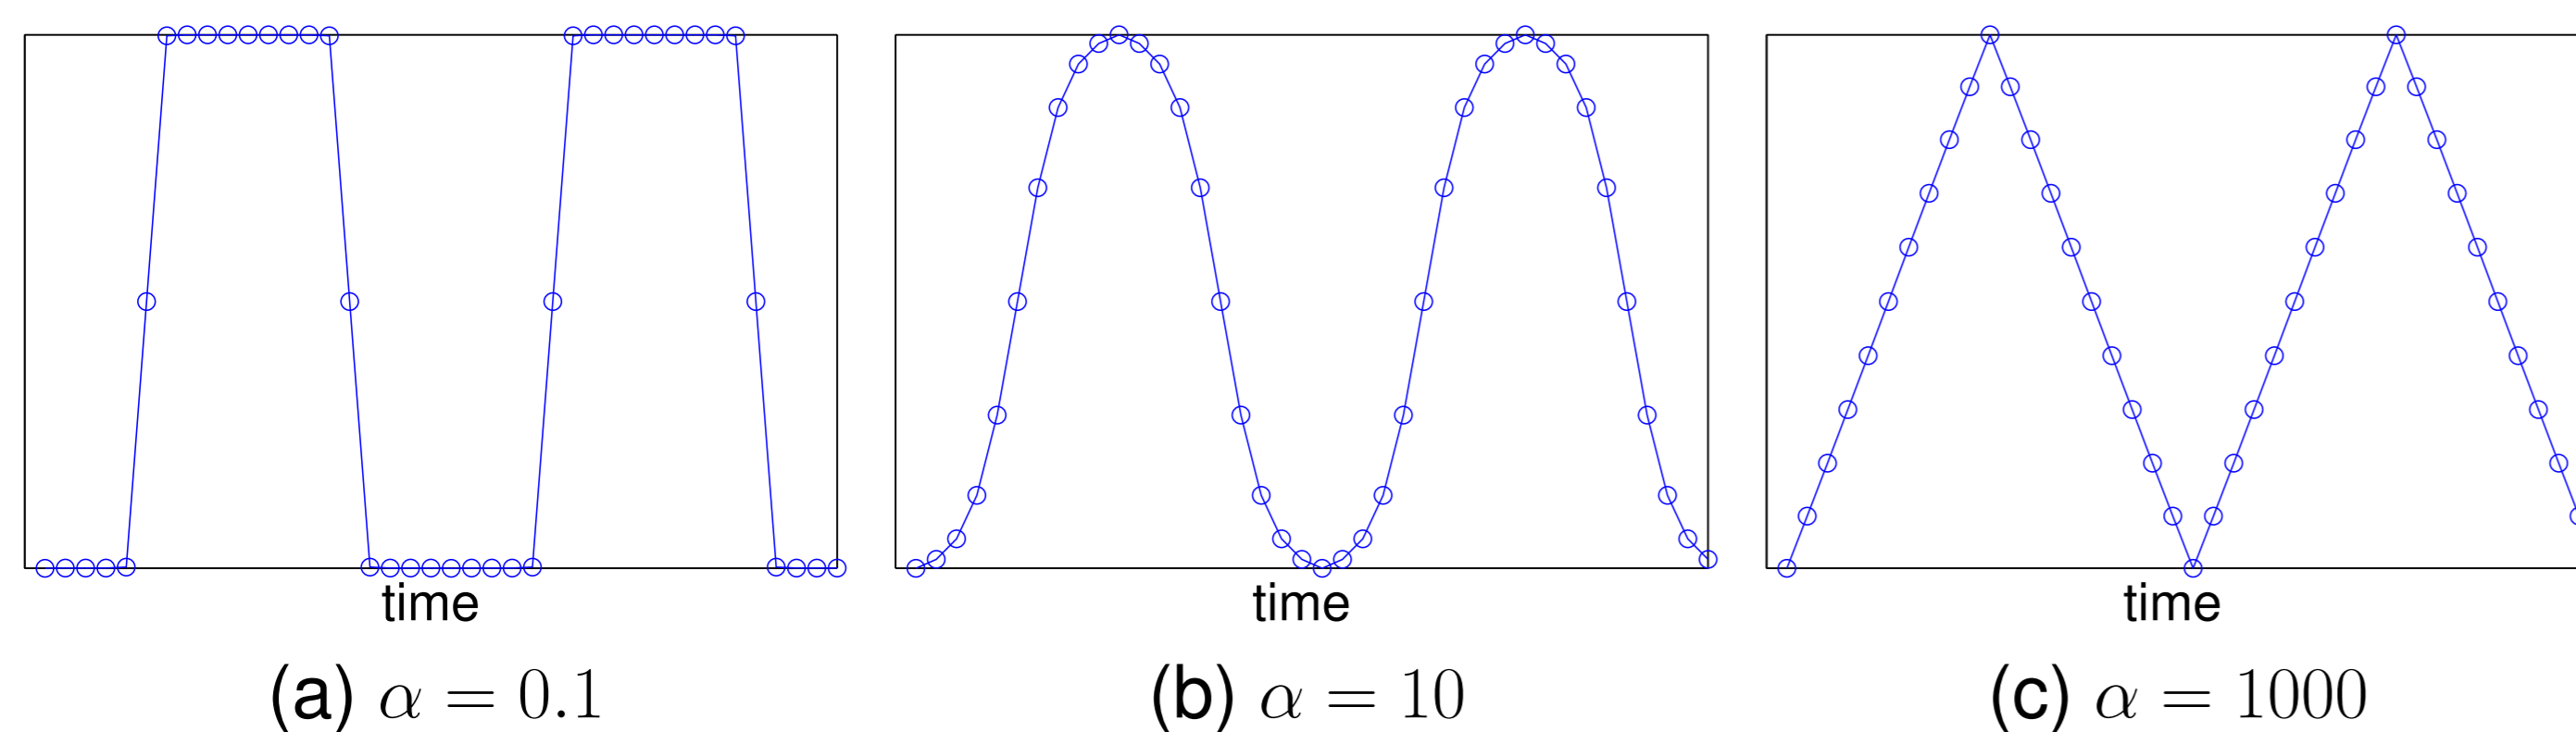 time time time
(a) α = 0.1 (b) α = 10 (c) α = 1000